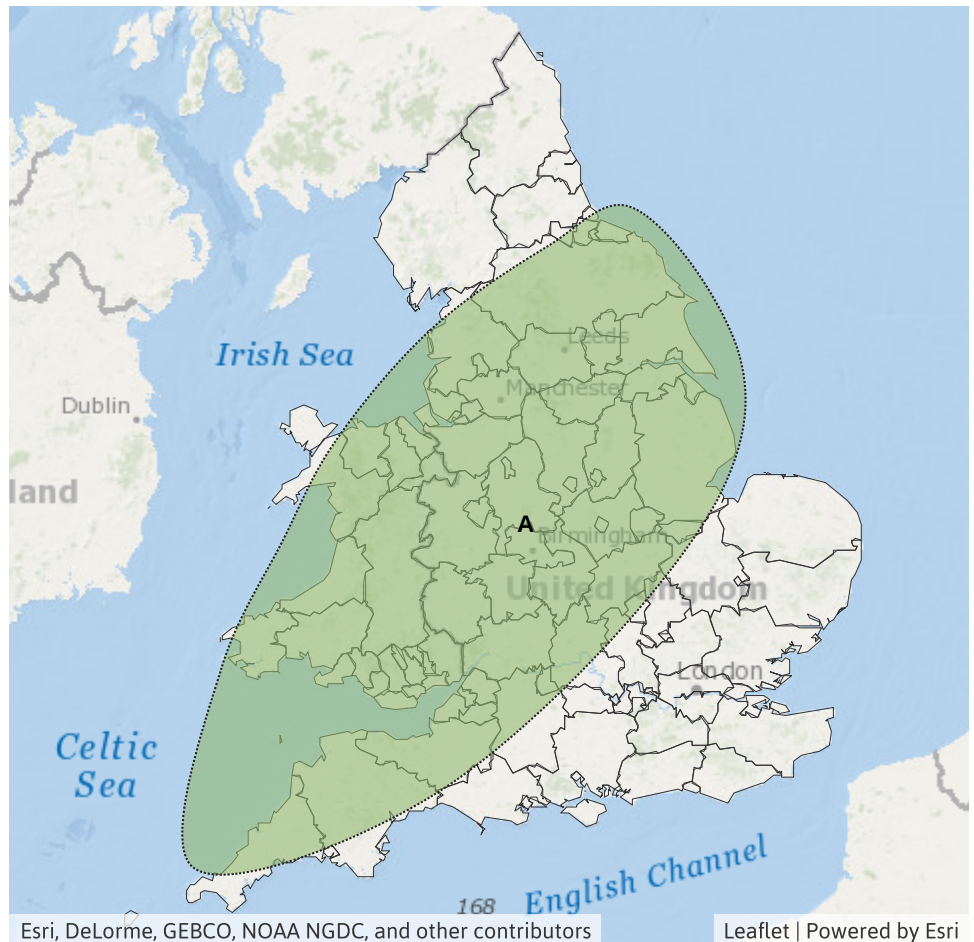 Leeds
Irish Sea
Manchester
Dublin
land
A
Birmingham
United Kingdom
London
Celtic
Sea
English Channel
168
Esri, DeLorme, GEBCO, NOAA NGDC, and other contributors
Leaflet | Powered by Esri